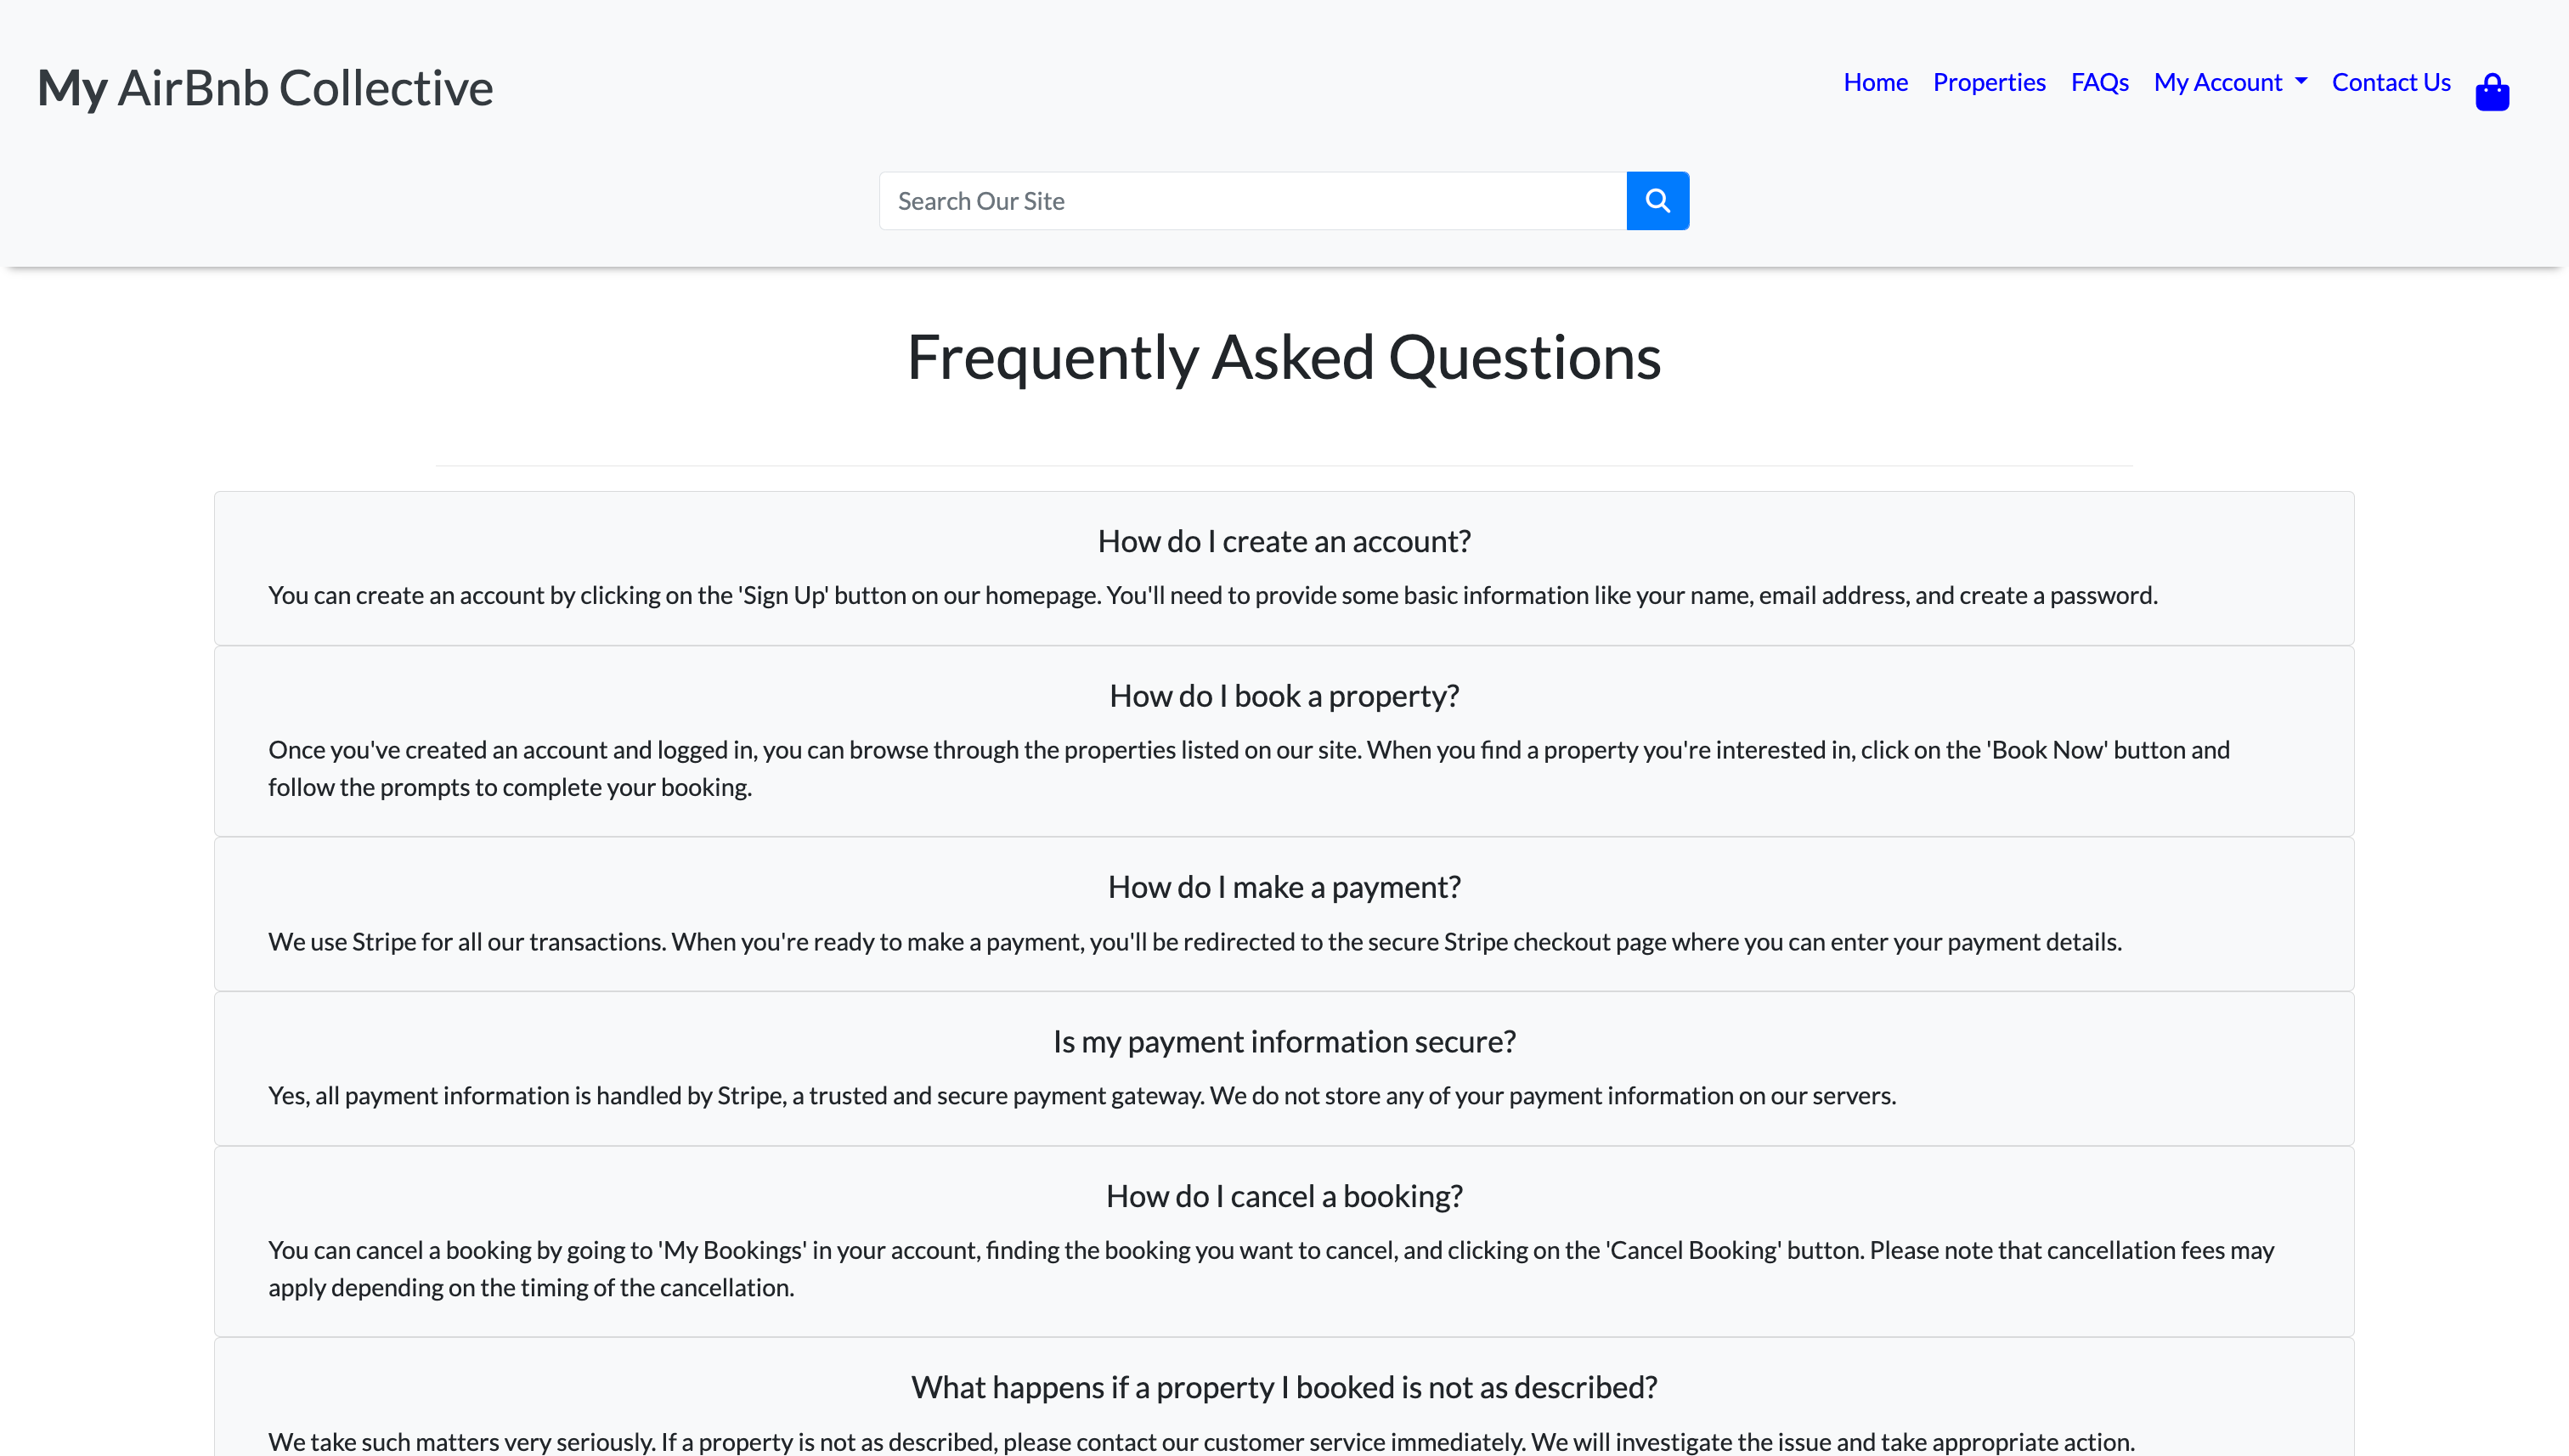 My AirBnb Collective
Home Properties FAQs My Account Contact Us
Search Our Site
Frequently Asked Questions
How do I create an account?
You can create an account by clicking on the 'Sign Up' button on our homepage. You'll need to provide some basic information like your name, email address, and create a password.
How do I book a property?
Once you've created an account and logged in, you can browse through the properties listed on our site. When you find a property you're interested in, click on the 'Book Now' button and
follow the prompts to complete your booking.
How do I make a payment?
We use Stripe for all our transactions. When you're ready to make a payment, you'll be redirected to the secure Stripe checkout page where you can enter your payment details.
Is my payment information secure?
Yes, all payment information is handled by Stripe, a trusted and secure payment gateway. We do not store any of your payment information on our servers.
How do I cancel a booking?
You can cancel a booking by going to 'My Bookings' in your account, finding the booking you want to cancel, and clicking on the 'Cancel Booking' button. Please note that cancellation fees may
apply depending on the timing of the cancellation.
What happens if a property I booked is not as described?
We take such matters very seriously. If a property is not as described, please contact our customer service immediately. We will investigate the issue and take appropriate action.